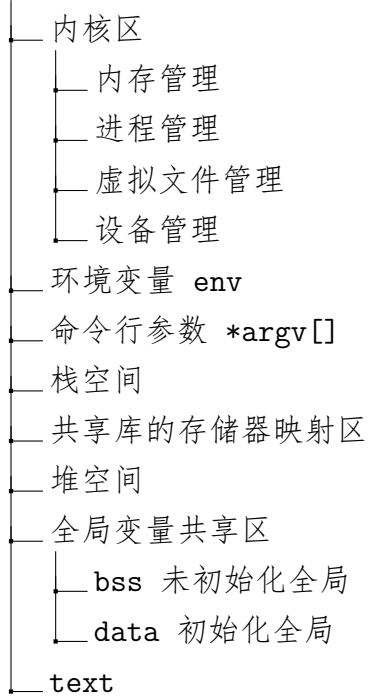 内核区
内存管理
进程管理
虚拟文件管理
设备管理
环境变量 env
命令行参数 *argv[]
栈空间
共享库的存储器映射区
堆空间
全局变量共享区
bss 未初始化全局
data 初始化全局
text